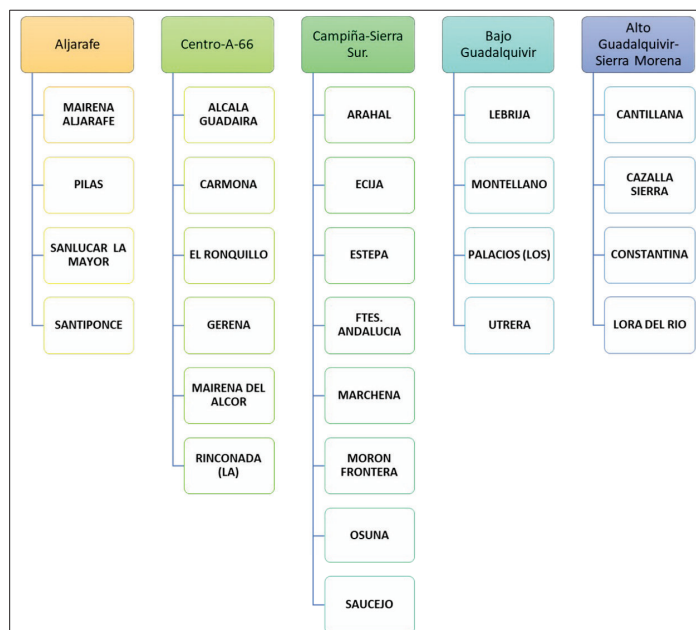 Aljarafe
MAIRENA
ALJARAFE
PILAS
SANLUCAR LA
MAYOR
SANTIPONCE
Centro-A-66
ALCALA
GUADAIRA
CARMONA
EL RONQUILLO
GERENA
MAIRENA DEL
ALCOR
RINCONADA
(LA)
Campiña-Sierra
Sur.
ARAHAL
ECIJA
ESTEPA
FTES.
ANDALUCIA
MARCHENA
MORON
FRONTERA
OSUNA
SAUCEJO
Bajo
Guadalquivir
LEBRIJA
MONTELLANO
PALACIOS (LOS)
UTRERA
Alto
Guadalquivir-
Sierra Morena
CANTILLANA
CAZALLA
SIERRA
CONSTANTINA
LORA DEL RIO